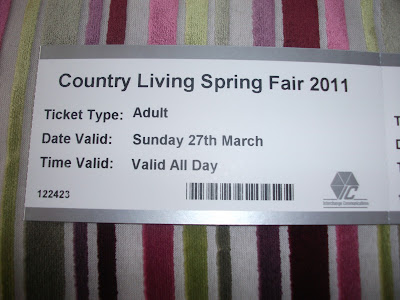 Country Living Spring Fair 2011
Ticket Type: Adult
Date Valid: Sunday 27th March
Time Valid: Valid All Day
122423